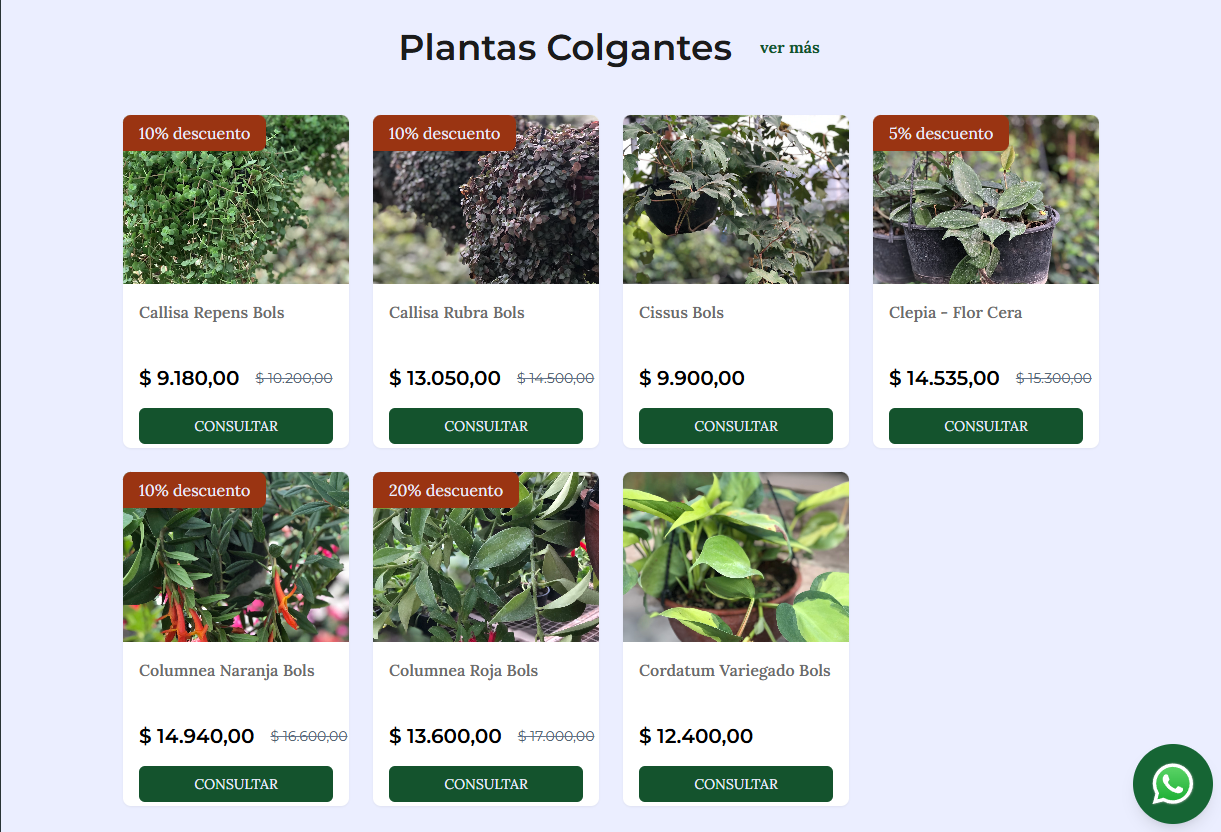 Plantas Colgantes ver más
10% descuento
Callisa Repens Bols
$ 9.180,00 $ 10.200,00
CONSULTAR
10% descuento
Callisa Rubra Bols
$ 13.050,00 $ 14.500,00
CONSULTAR
Cissus Bols
$ 9.900,00
CONSULTAR
5% descuento
Clepia - Flor Cera
$ 14.535,00 $ 15.300,00
CONSULTAR
10% descuento
Columnea Naranja Bols
$ 14.940,00 $ 16.600,00
CONSULTAR
20% descuento
Columnea Roja Bols
$ 13.600,00 $ 17.000,00
CONSULTAR
Cordatum Variegado Bols
$ 12.400,00
CONSULTAR